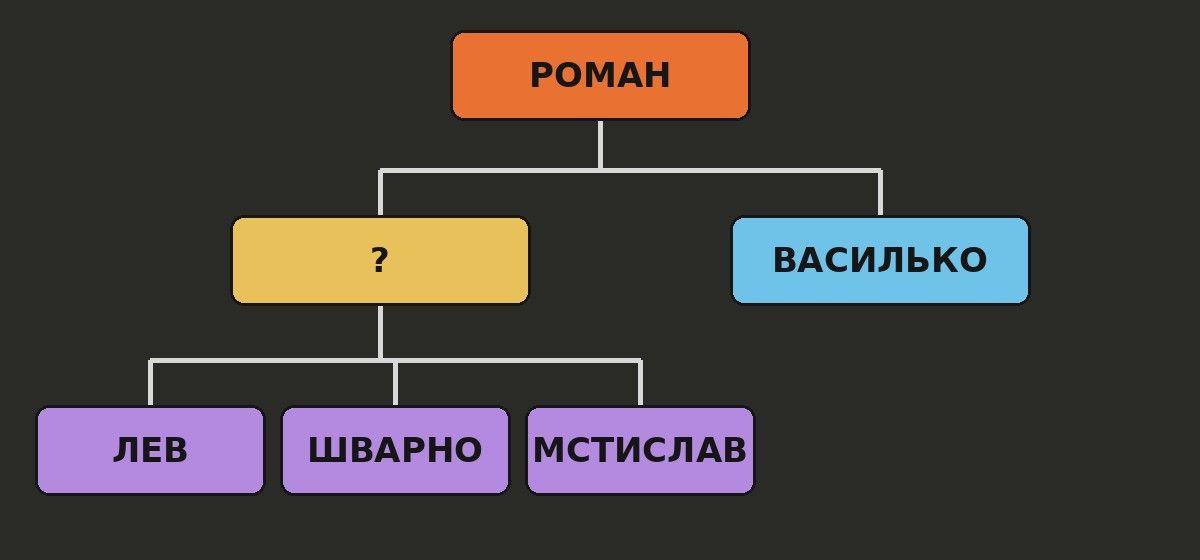 РОМАН
?
ВАСИЛЬКО
ЛЕВ
ШВАРНО
МСТИСЛАВ